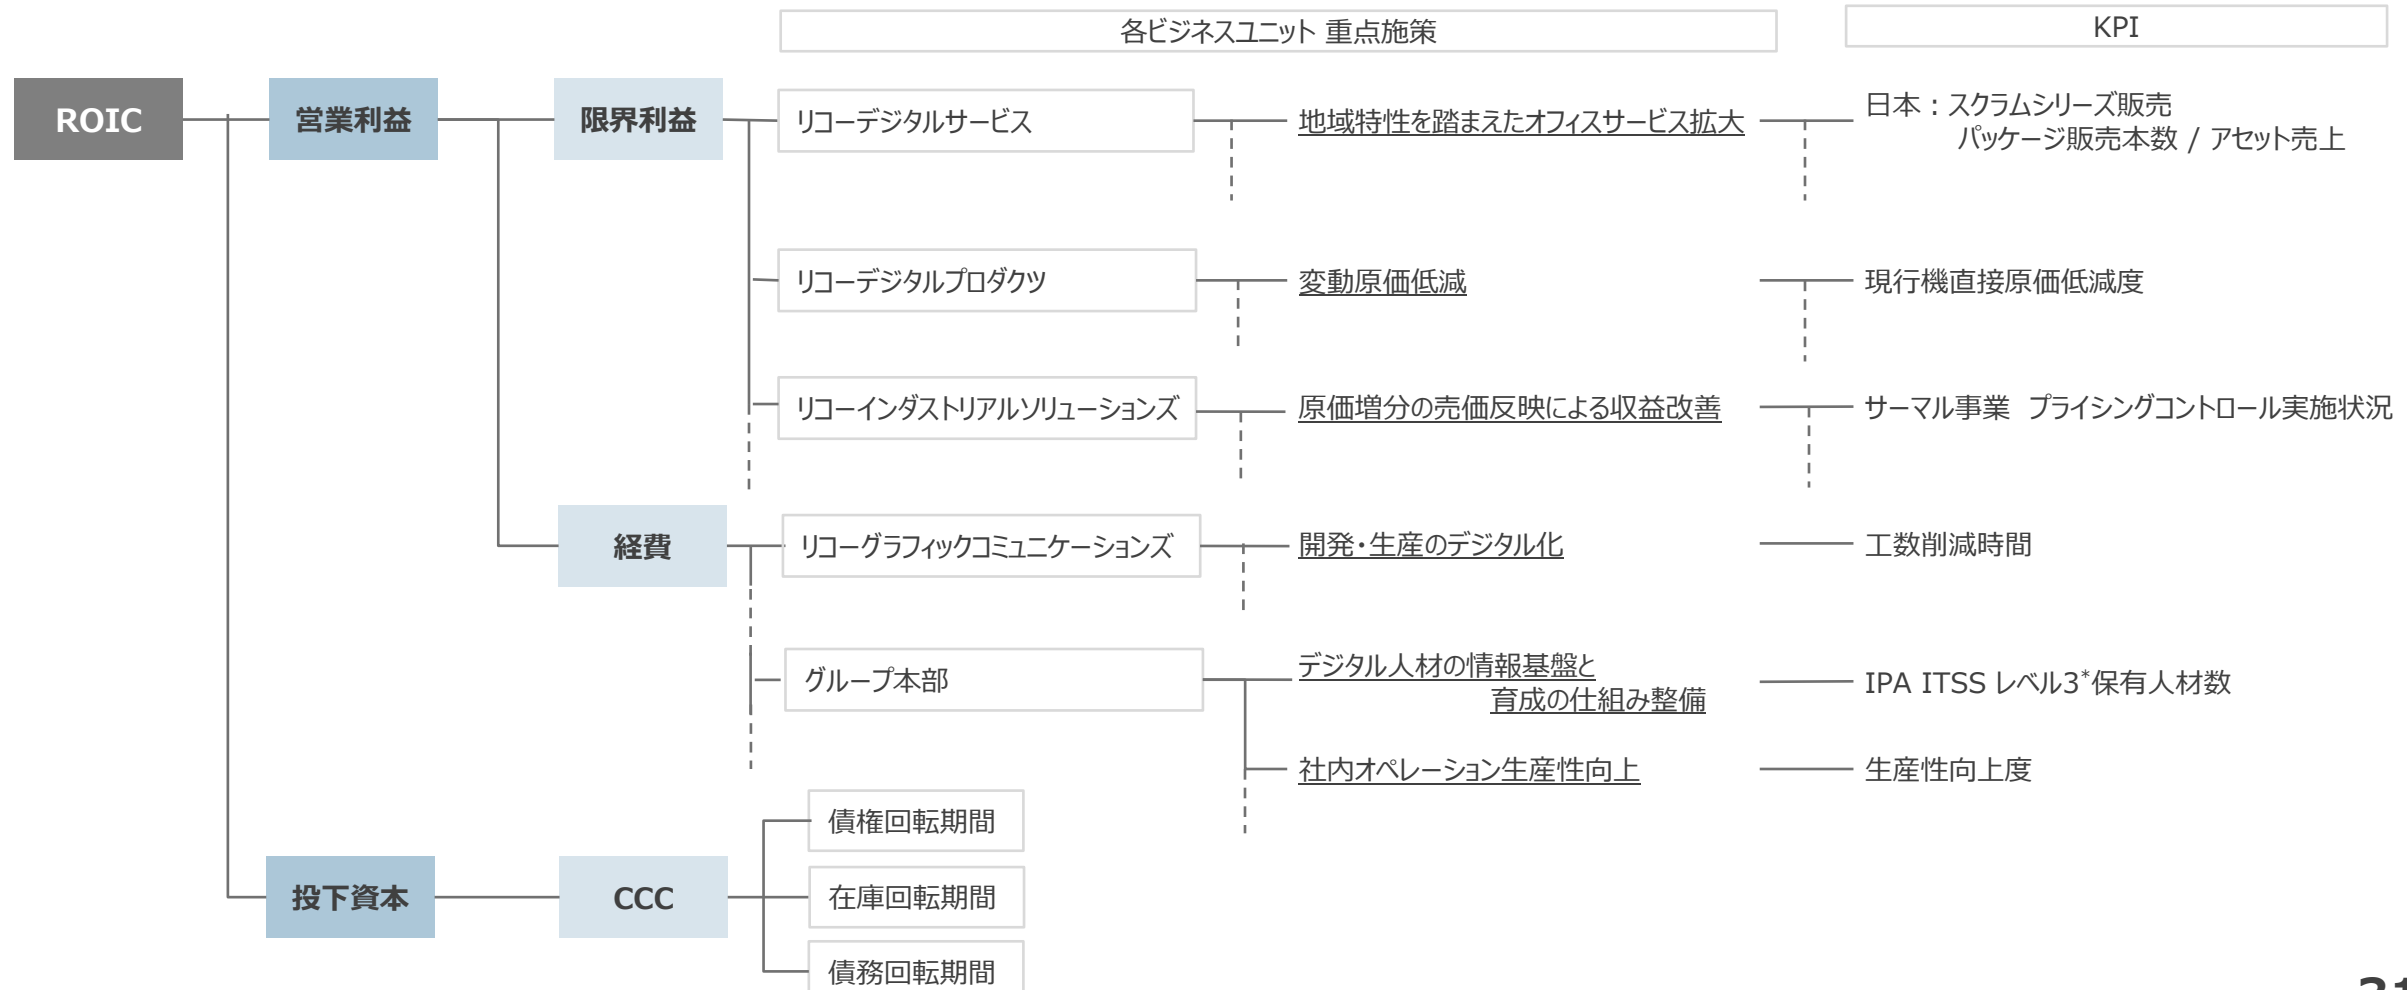 各ビジネスユニット 重点施策
KPI
ROIC
営業利益
限界利益
リコーデジタルサービス
地域特性を踏まえたオフィスサービス拡大
日本：スクラムシリーズ販売
パッケージ販売本数 / アセット売上
リコーデジタルプロダクツ
変動原価低減
現行機直接原価低減度
リコーインダストリアルソリューションズ
原価増分の売価反映による収益改善
サーマル事業　プライシングコントロール実施状況
経費
リコーグラフィックコミュニケーションズ
開発・生産のデジタル化
工数削減時間
グループ本部
デジタル人材の情報基盤と
育成の仕組み整備
IPA ITSS レベル3*保有人材数
社内オペレーション生産性向上
生産性向上度
債権回転期間
投下資本
CCC
在庫回転期間
債務回転期間